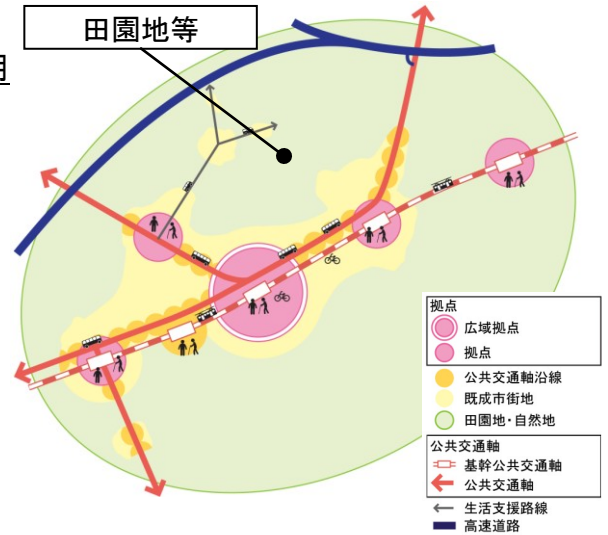 田園地等
拠点
広域拠点
拠点
公共交通軸沿線
既成市街地
田園地・自然地
公共交通軸
基幹公共交通軸
公共交通軸
生活支援路線
高速道路